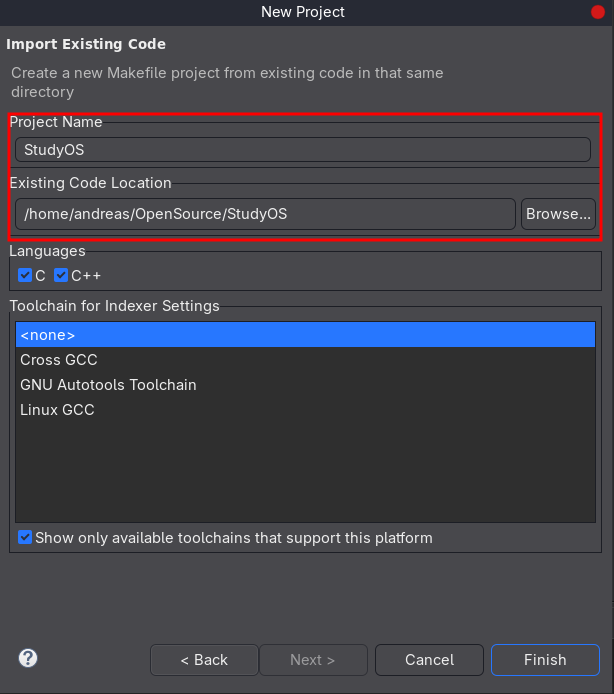 New Project
Import Existing Code
Create a new Makefile project from existing code in that same
directory
Project Name
StudyOS
Existing Code Location
/home/andreas/OpenSource/StudyOS
Browse...
Languages
C C++
Toolchain for Indexer Settings
<none>
Cross GCC
GNU Autotools Toolchain
Linux GCC
Show only available toolchains that support this platform
?
< Back
Next >
Cancel
Finish